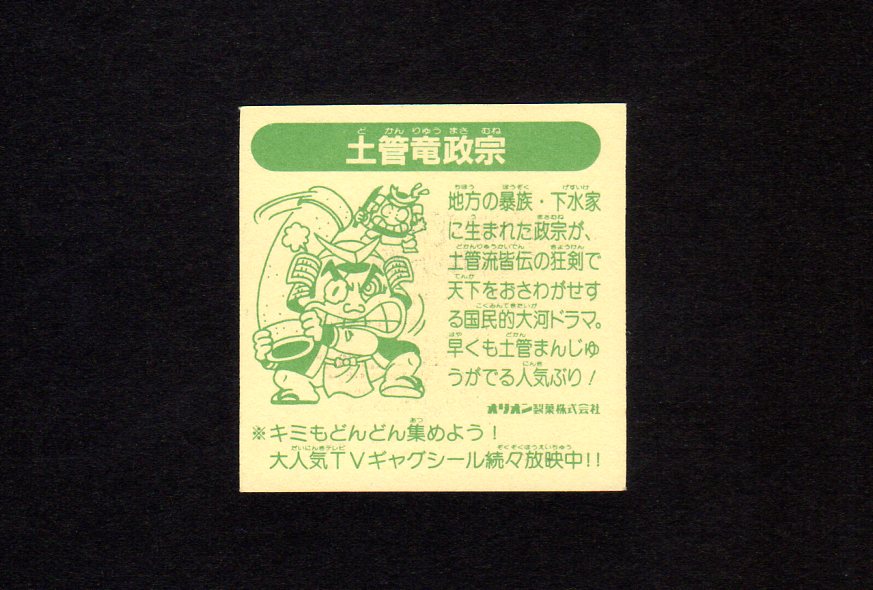 土管竜政宗
地方の暴族・下水家
に生まれた政宗が、
土管流皆伝の狂剣で
天下をおさわがせす
る国民的大河ドラマ。
早くも土管まんじゅ
うがでる人気ぶり！
オリオン製菓株式会社
※キミもどんどん集めよう！
大人気TVギャグシール続々放映中!!